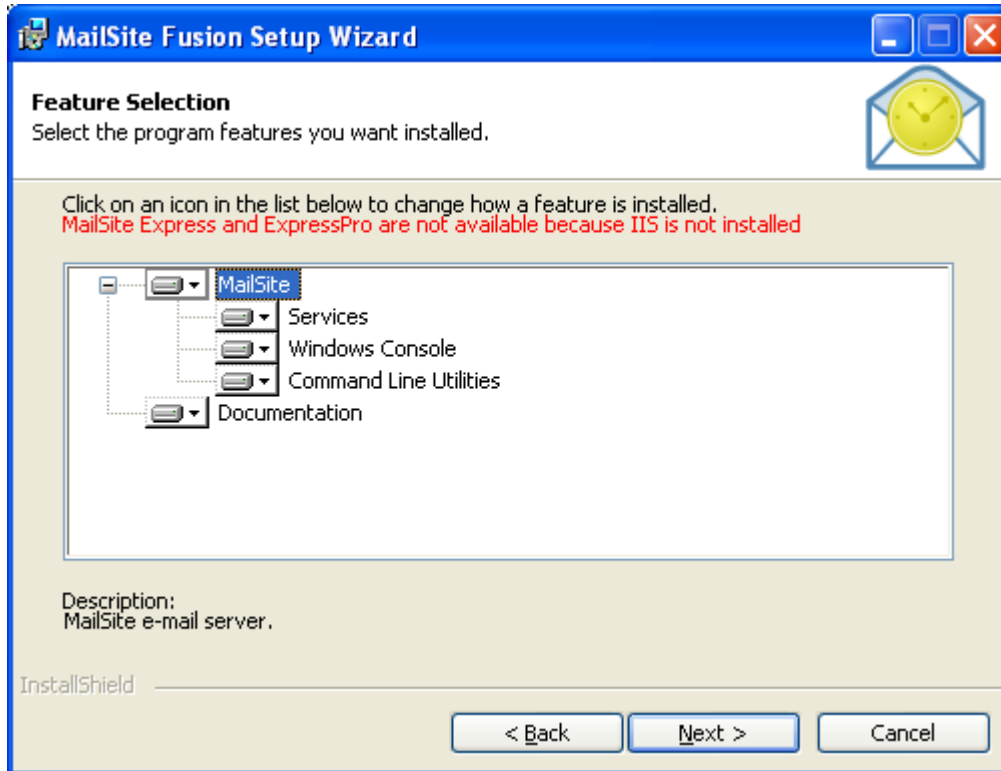 MailSite Fusion Setup Wizard
Feature Selection
Select the program features you want installed.
Click on an icon in the list below to change how a feature is installed.
MailSite Express and ExpressPro are not available because IIS is not installed
MailSite
Services
Windows Console
Command Line Utilities
Documentation
Description:
MailSite e-mail server.
InstallShield
< Back Next > Cancel